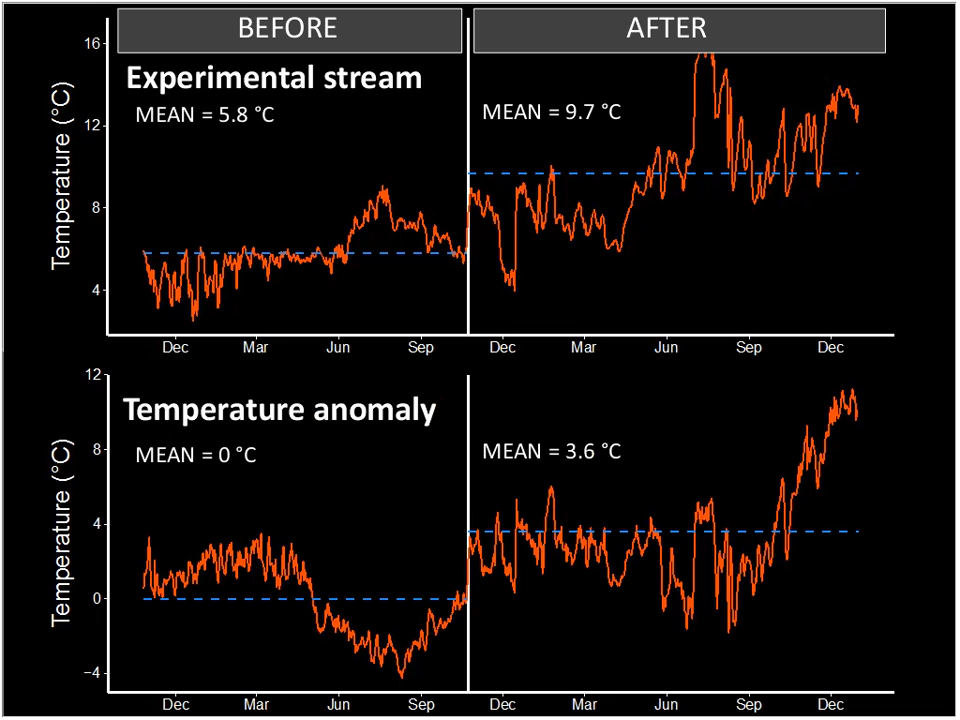 BEFORE
AFTER
Experimental stream
MEAN = 5.8 °C
MEAN = 9.7 °C
Temperature (°C)
16
12
8
4
Dec Mar Jun Sep Dec Mar Jun Sep Dec
Temperature anomaly
MEAN = 0 °C
MEAN = 3.6 °C
Temperature (°C)
12
8
4
0
−4
Dec Mar Jun Sep Dec Mar Jun Sep Dec